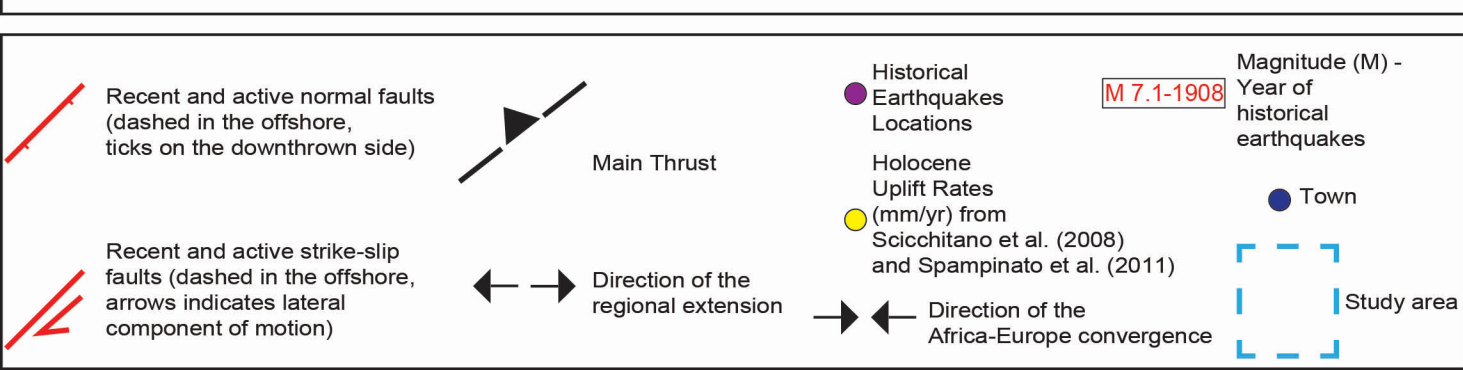 Recent and active normal faults
(dashed in the offshore,
ticks on the downthrown side)
Recent and active strike-slip
faults (dashed in the offshore,
arrows indicates lateral
component of motion)
Main Thrust
Direction of the
regional extension
Historical
Earthquakes
Locations
Holocene
Uplift Rates
(mm/yr) from
Scicchitano et al. (2008)
and Spampinato et al. (2011)
Direction of the
Africa-Europe convergence
M 7.1-1908
Magnitude (M) -
Year of
historical
earthquakes
Town
Study area